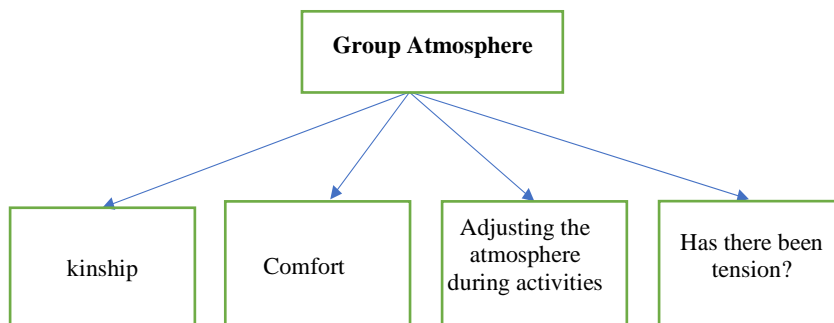 Group Atmosphere
kinship
Comfort
Adjusting the
atmosphere
during activities
Has there been
tension?